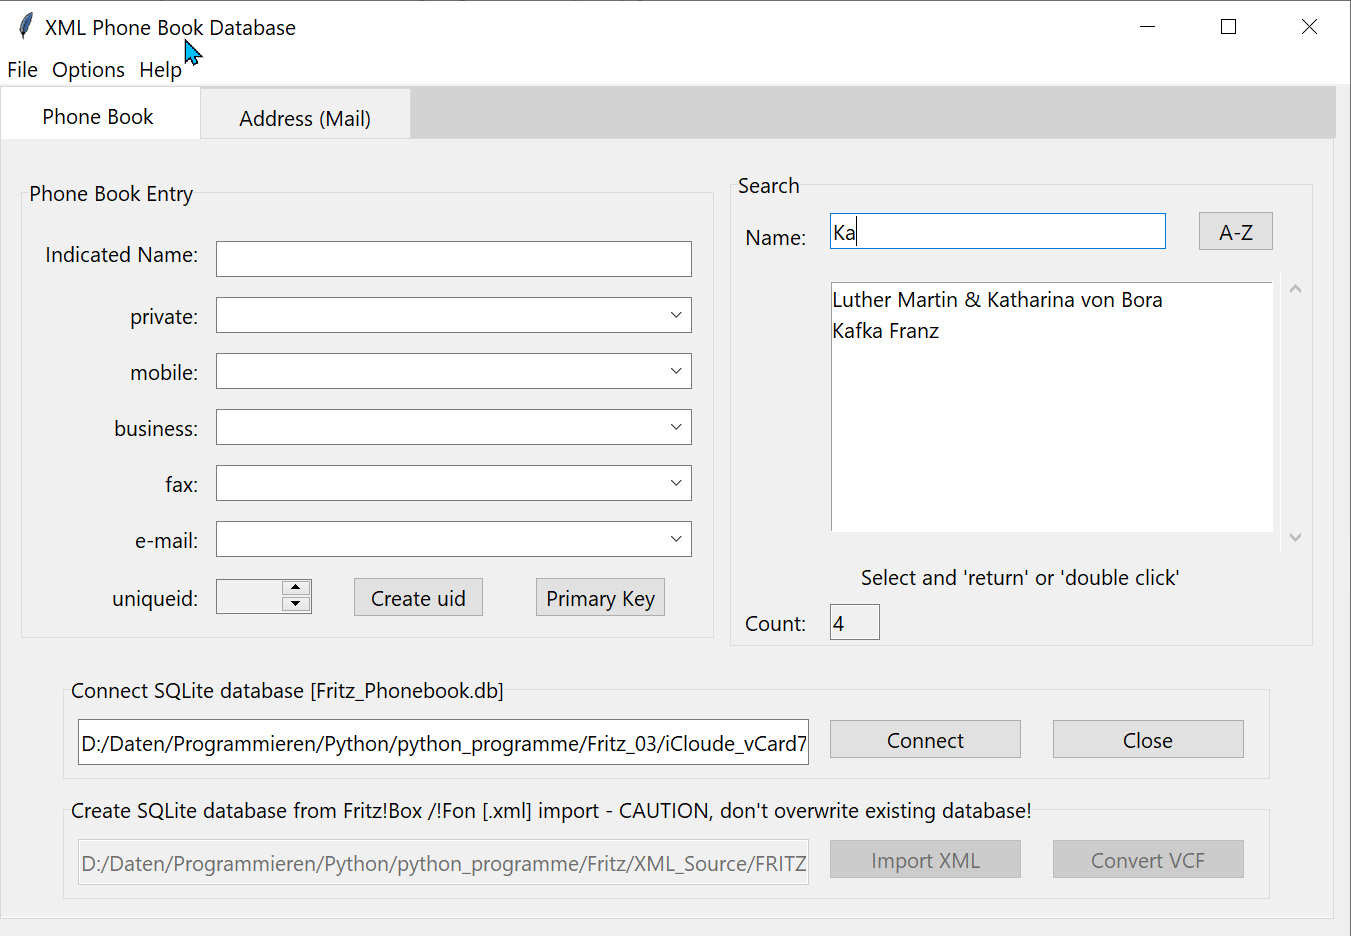 XML Phone Book Database
File Options Help
Phone Book
Address (Mail)
Phone Book Entry
Indicated Name:
private:
mobile:
business:
fax:
e-mail:
uniqueid:
Create uid
Primary Key
Search
Name:
Ka
A-Z
Luther Martin & Katharina von Bora
Kafka Franz
Select and 'return' or 'double click'
Count:
4
Connect SQLite database [Fritz_Phonebook.db]
D:/Daten/Programmieren/Python/python_programme/Fritz_03/iCloude_vCard7
Connect
Close
Create SQLite database from Fritz!Box /!Fon [.xml] import - CAUTION, don't overwrite existing database!
D:/Daten/Programmieren/Python/python_programme/Fritz/XML_Source/FRITZ
Import XML
Convert VCF